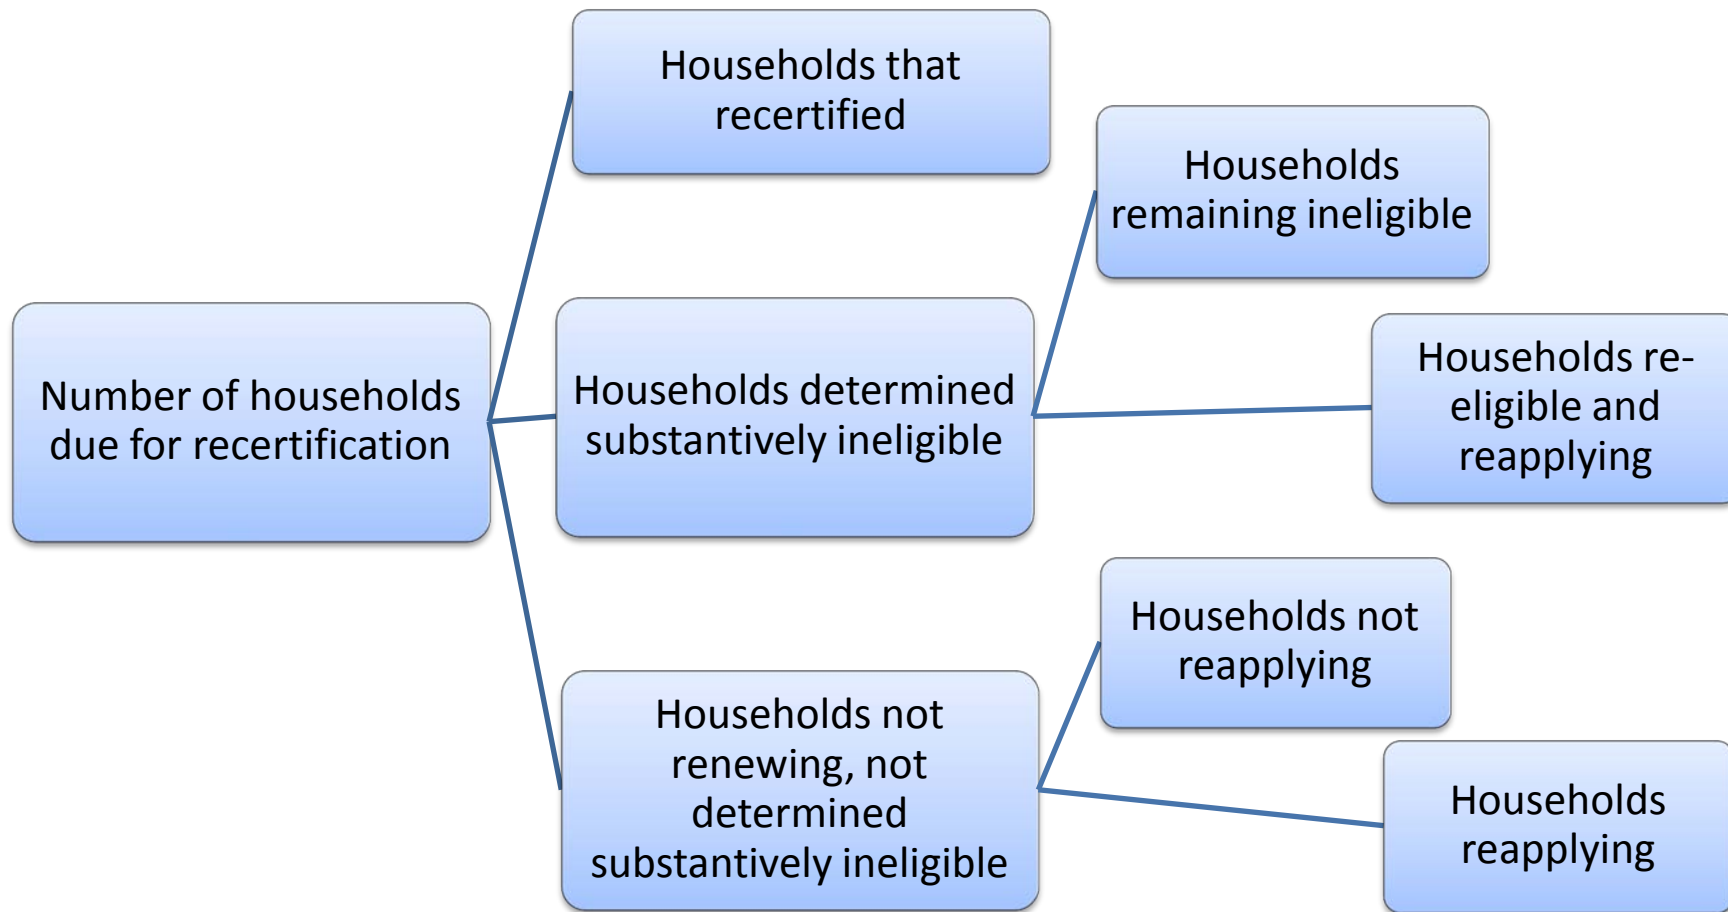 Households that
recertified
Households
remaining ineligible
Number of households
due for recertification
Households determined
substantively ineligible
Households re-
eligible and
reapplying
Households not
renewing, not
determined
substantively ineligible
Households not
reapplying
Households
reapplying